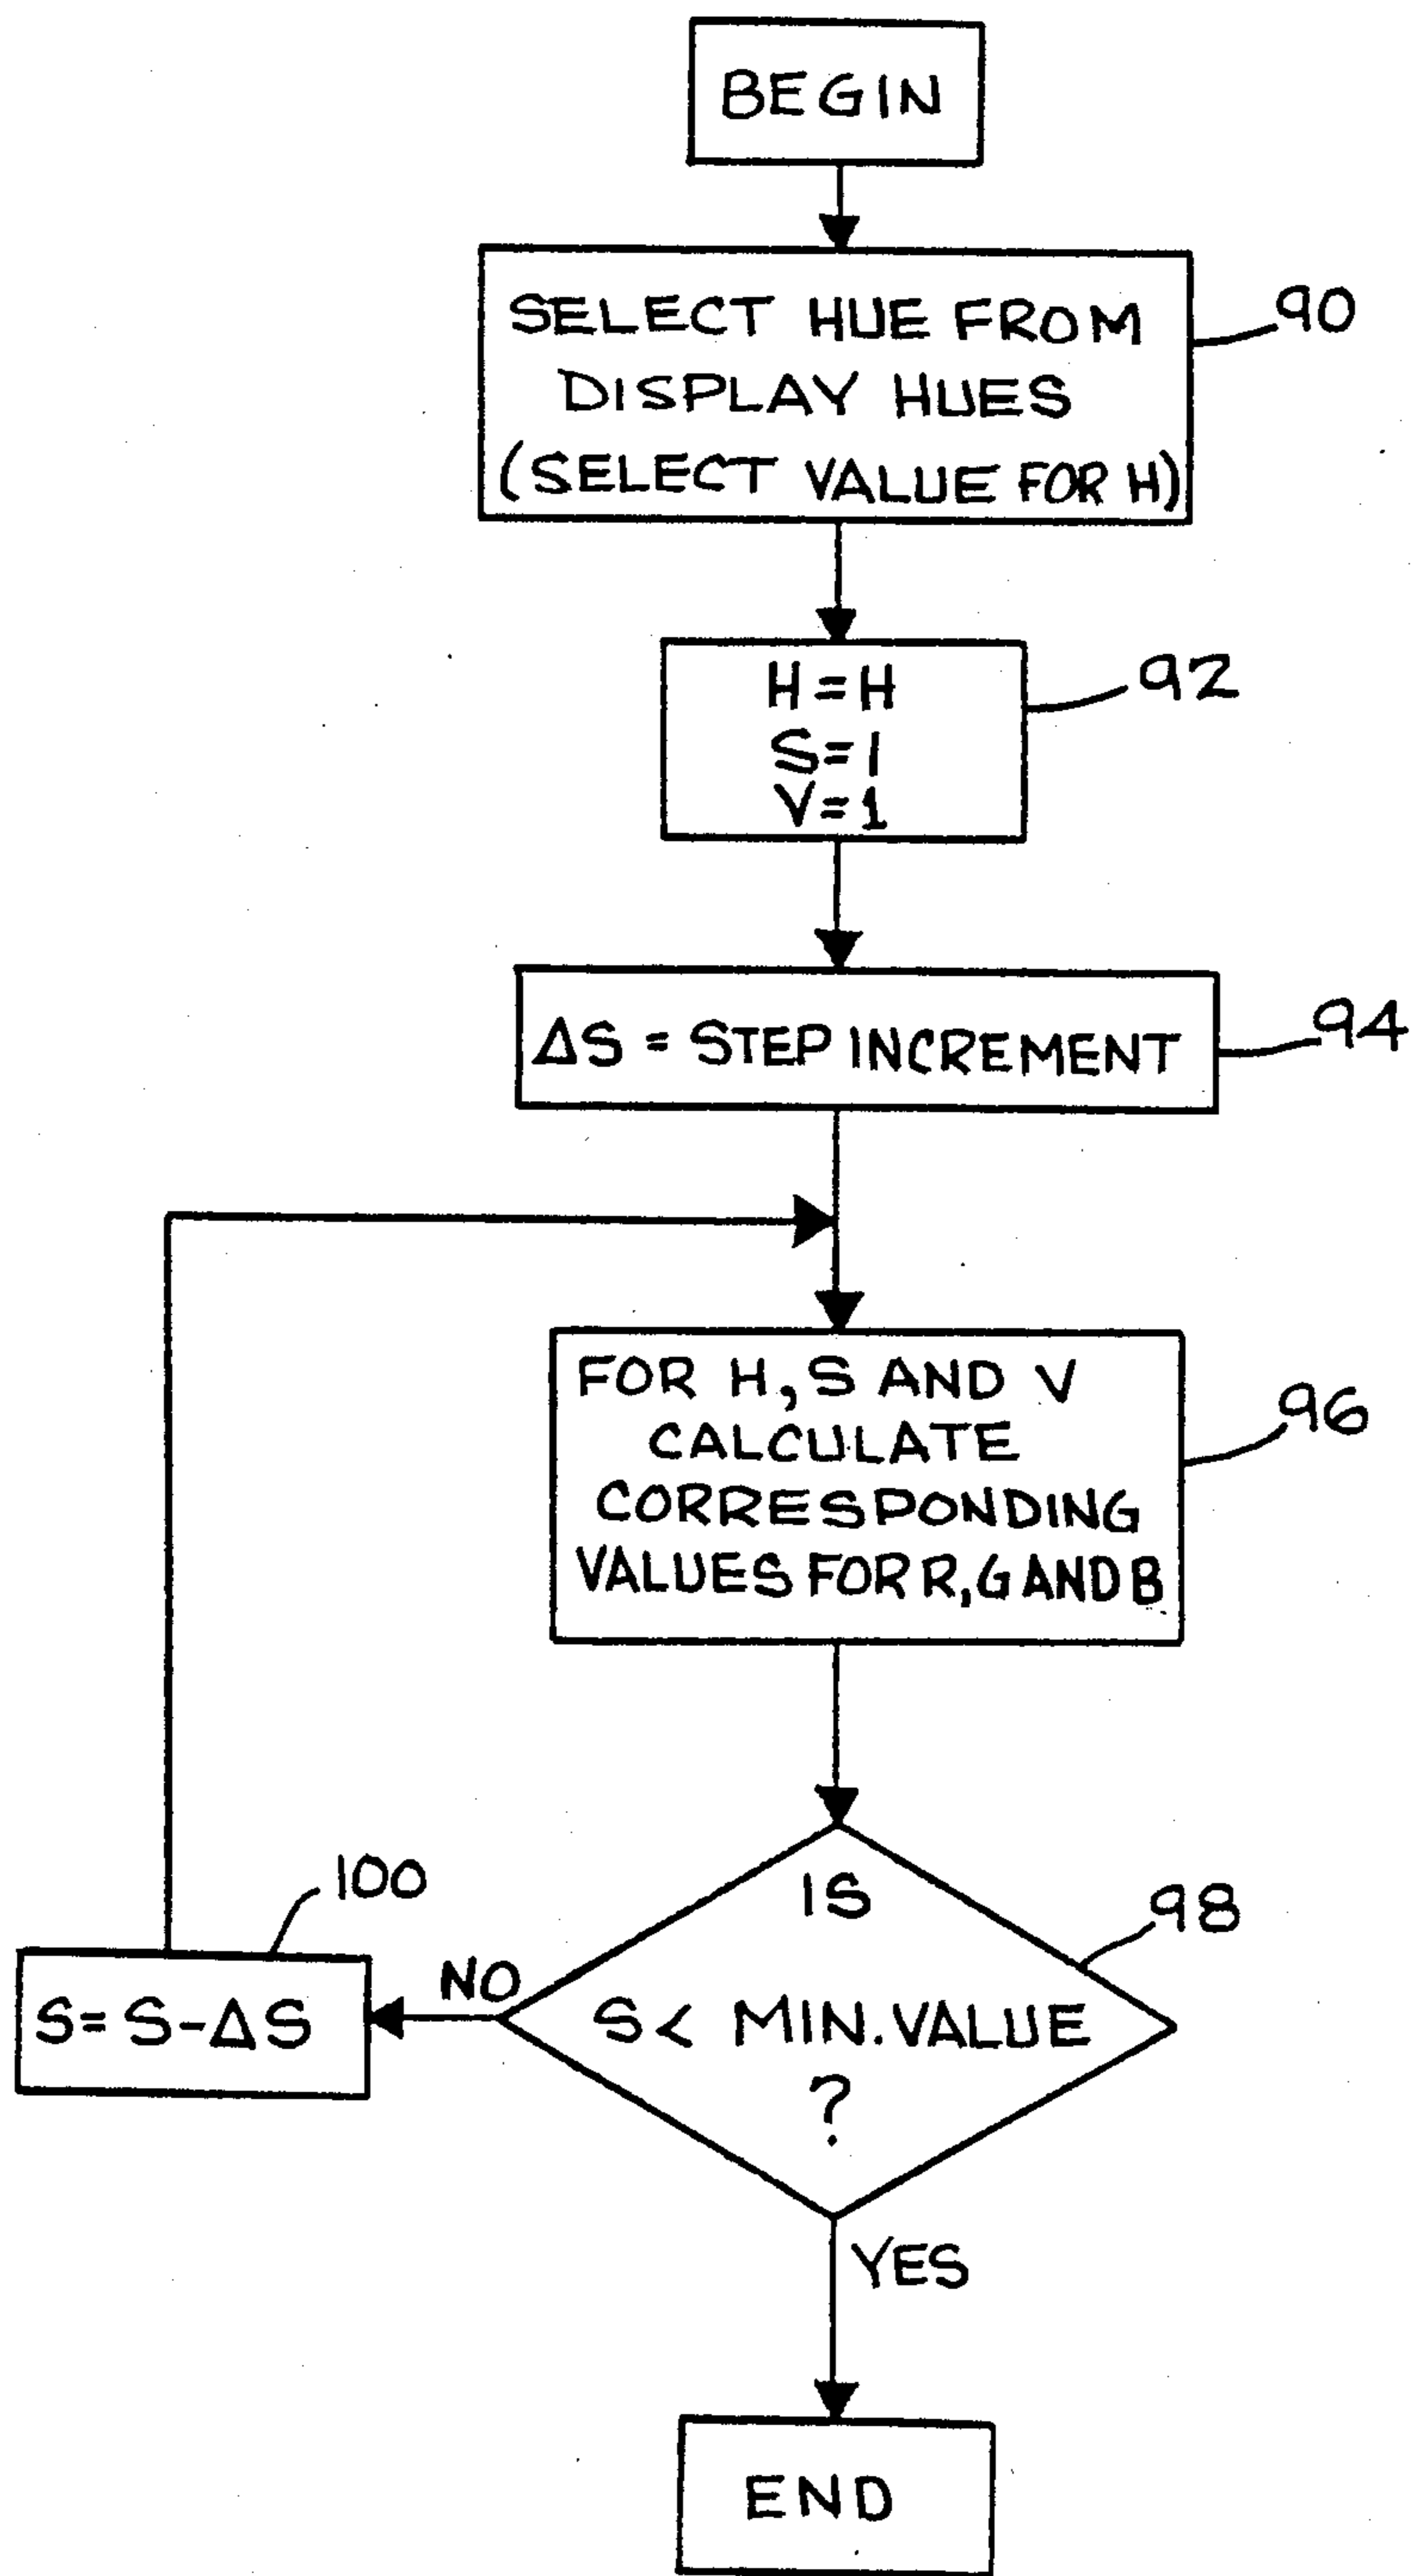 BEGIN
SELECT HUE FROM
DISPLAY HUES
(SELECT VALUE FOR H)
90
H=H
S=1
V=1
92
ΔS = STEP INCREMENT
94
FOR H, S AND V
CALCULATE
CORRESPONDING
VALUES FOR R, G AND B
96
IS
S< MIN. VALUE
?
98
NO
100
S=S-ΔS
YES
END